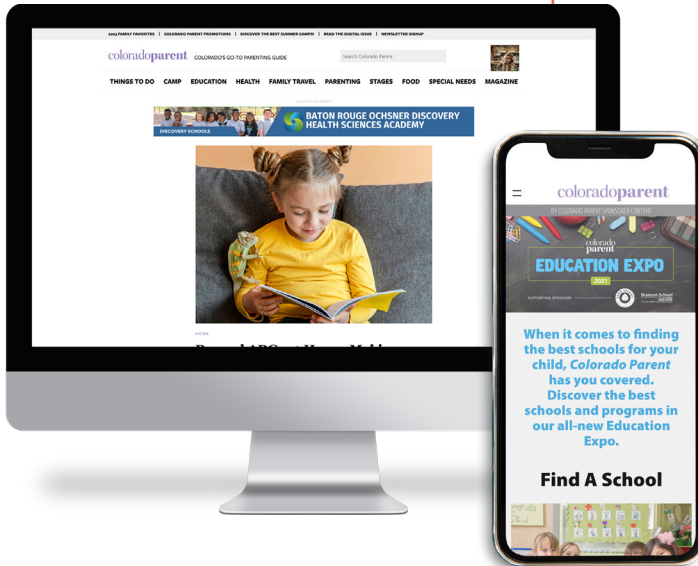 2023 FAMILY FAVORITES | COLORADO PARENT PROMOTIONS | DISCOVER THE BEST SUMMER CAMPS! | READ THE DIGITAL ISSUE | NEWSLETTER SIGNUP
coloradoparent COLORADO'S GO-TO PARENTING GUIDE
Search Colorado Parent
THINGS TO DO CAMP EDUCATION HEALTH FAMILY TRAVEL PARENTING STAGES FOOD SPECIAL NEEDS MAGAZINE
ADVERTISEMENT
DISCOVERY SCHOOLS
BATON ROUGE OCHSNER DISCOVERY
HEALTH SCIENCES ACADEMY
HOME
coloradoparent
BY COLORADO PARENT SPONSORED CONTENT
colorado
parent
EDUCATION EXPO
2021
SUPPORTING SPONSORS
Branson School
ONLINE
When it comes to finding
the best schools for your
child, Colorado Parent
has you covered.
Discover the best
schools and programs in
our all-new Education
Expo.
Find A School